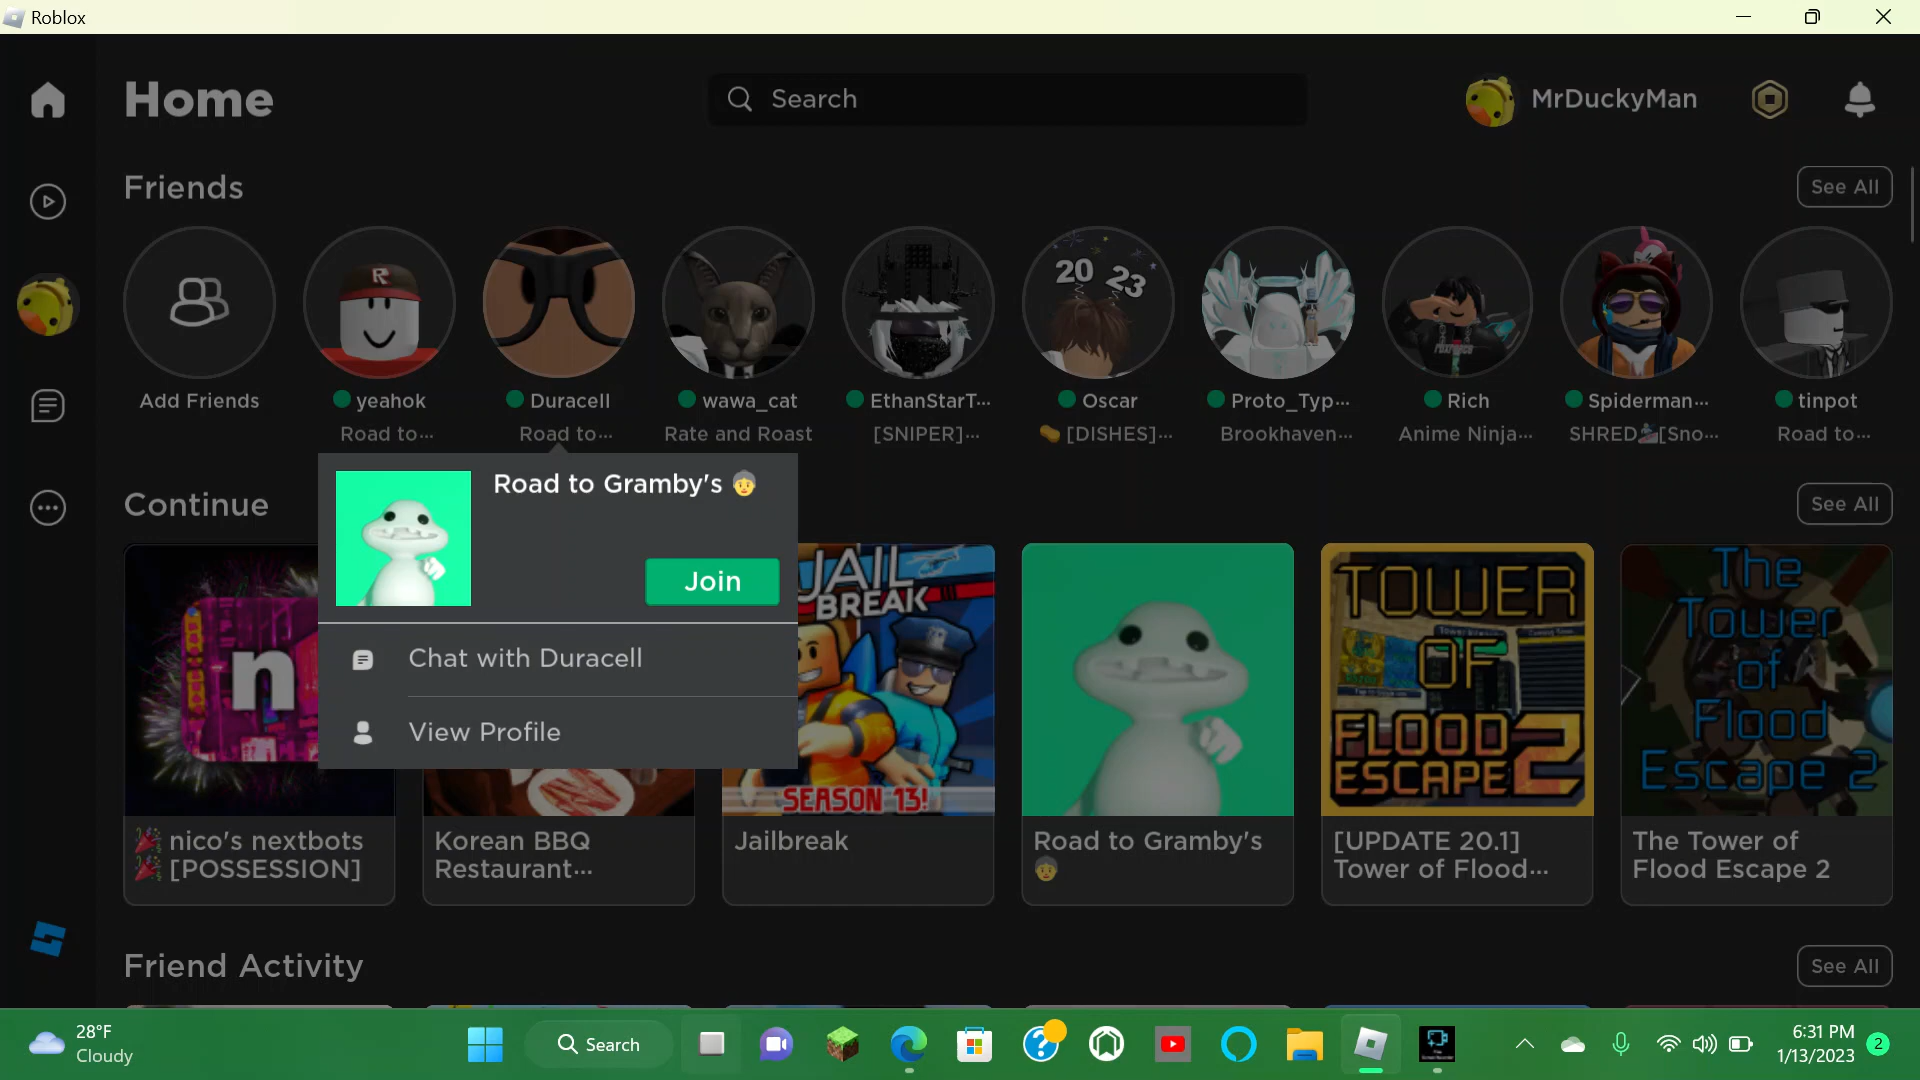 Roblox
Home
Search
MrDuckyMan
Friends
See All
R
20 23
Add Friends
yeahok
Duracell
wawa_cat
EthanStarT...
Oscar
Proto_Typ...
Rich
Spiderman...
tinpot
Road to...
Road to...
Rate and Roast
[SNIPER]...
[DISHES]...
Brookhaven...
Anime Ninja...
SHRED🏂[Sno...
Road to...
Road to Gramby's 👵
Join
Chat with Duracell
View Profile
Continue
See All
n
JAIL
BREAK
SEASON 13!
TOWER
OF
FLOOD
ESCAPE 2
The
Tower
of
Flood
Escape 2
🎉 nico's nextbots
🎉 [POSSESSION]
Korean BBQ
Restaurant...
Jailbreak
Road to Gramby's
👵
[UPDATE 20.1]
Tower of Flood...
The Tower of
Flood Escape 2
Friend Activity
See All
28°F
Cloudy
Search
6:31 PM
1/13/2023
2